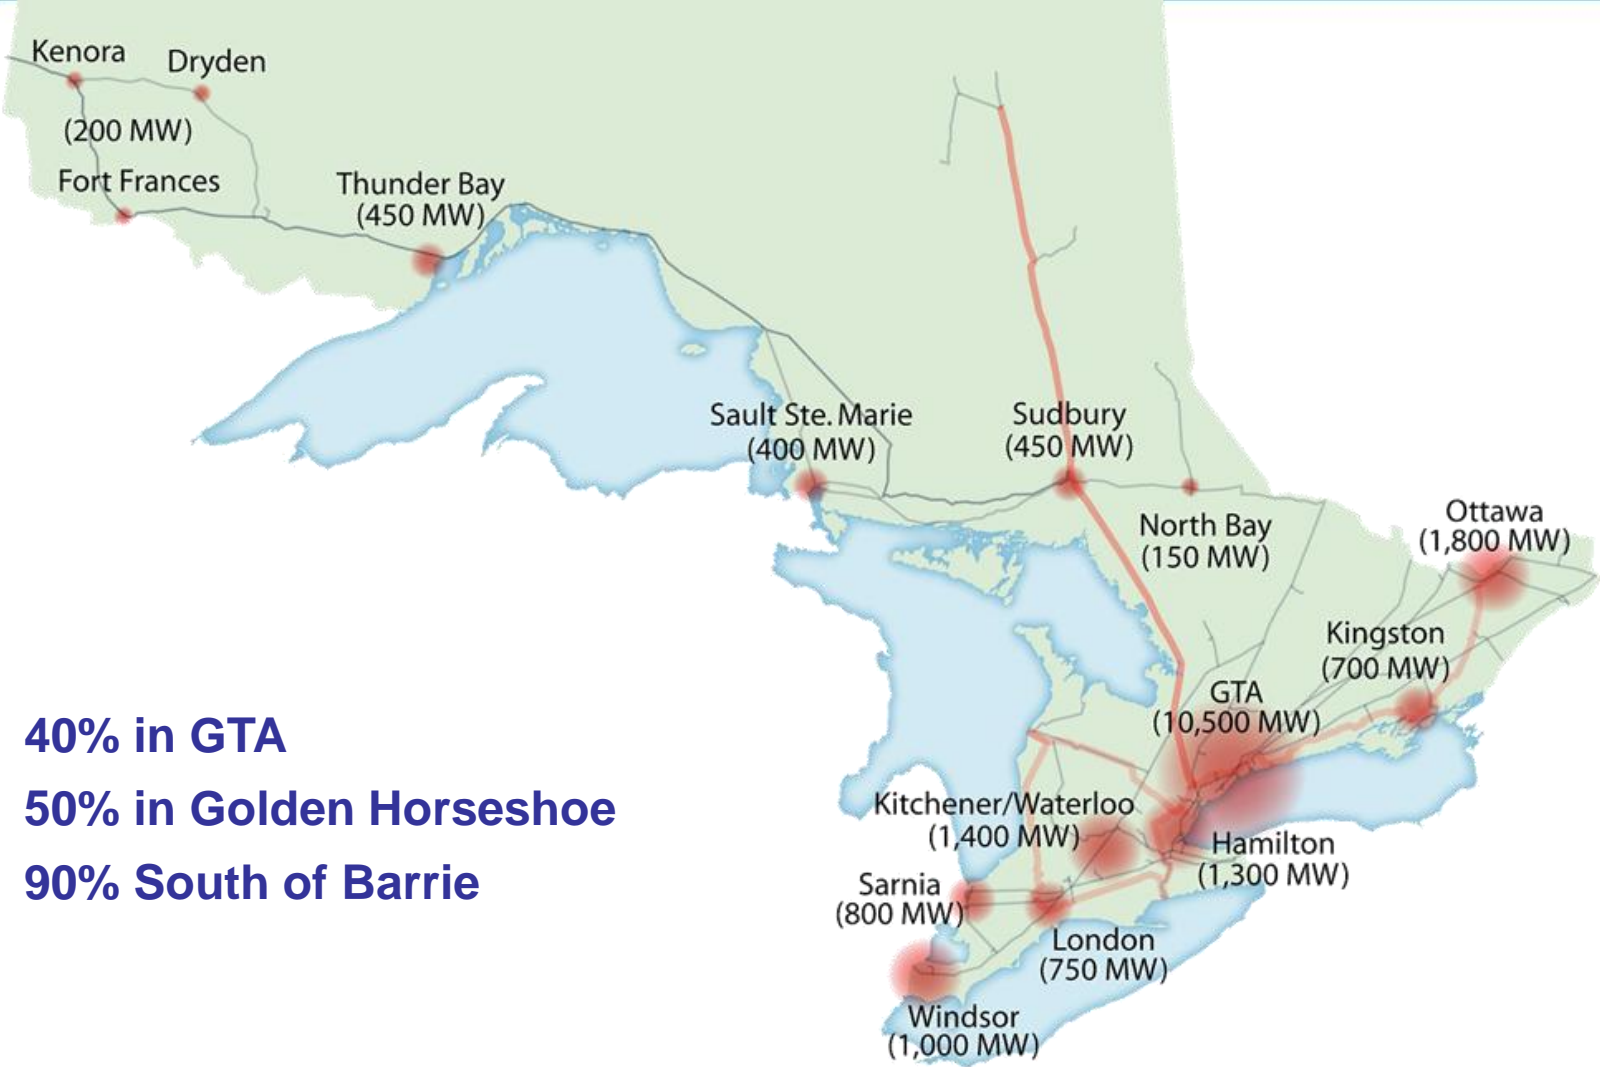 Kenora
Dryden
(200 MW)
Fort Frances
Thunder Bay
(450 MW)
Sault Ste. Marie
(400 MW)
Sudbury
(450 MW)
North Bay
(150 MW)
Ottawa
(1,800 MW)
Kingston
(700 MW)
GTA
(10,500 MW)
Kitchener/Waterloo
(1,400 MW)
Hamilton
(1,300 MW)
Sarnia
(800 MW)
London
(750 MW)
Windsor
(1,000 MW)
40% in GTA
50% in Golden Horseshoe
90% South of Barrie